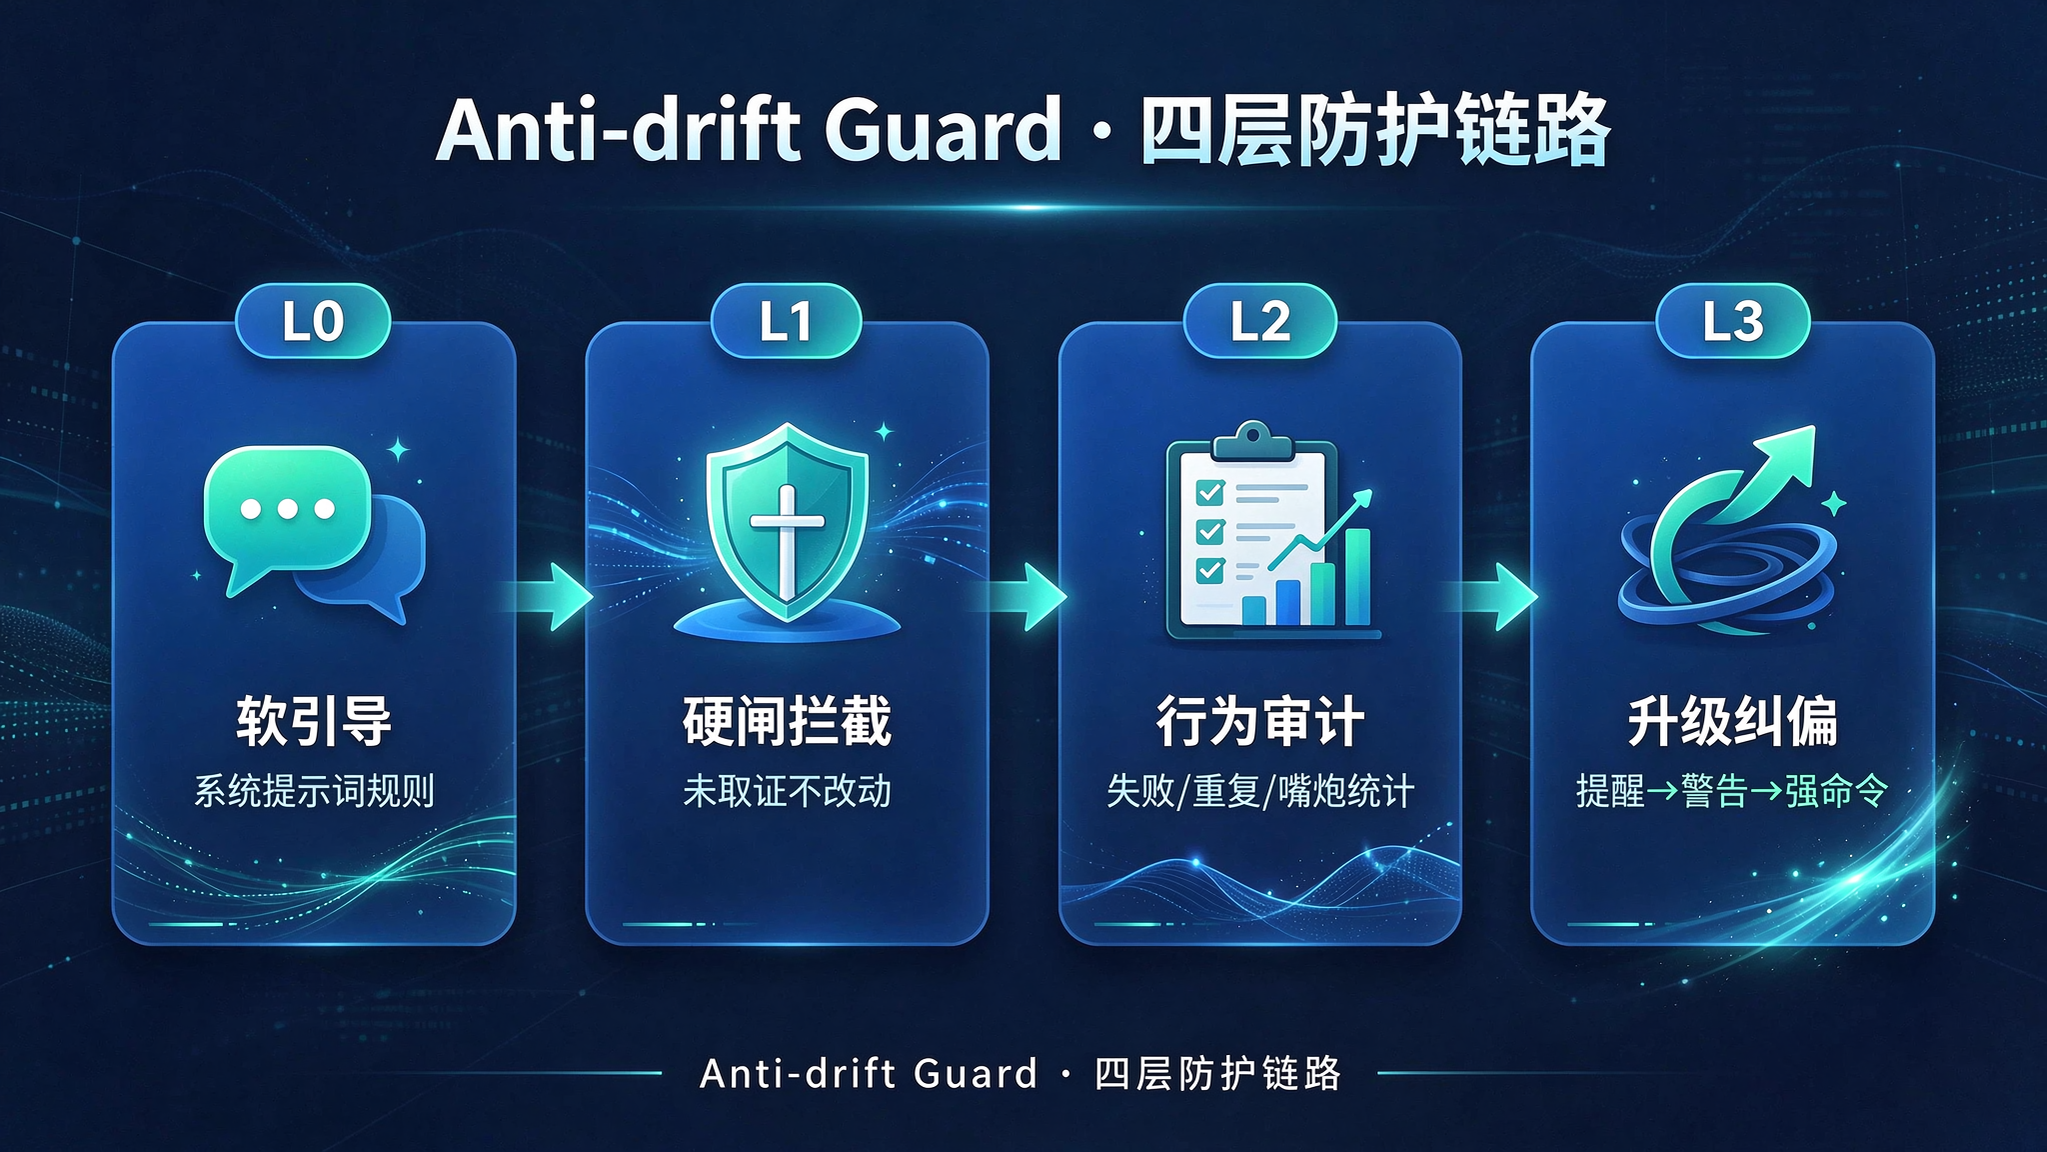 Anti-drift Guard · 四层防护链路
L0
软引导
系统提示词规则
L1
硬闸拦截
未取证不改动
L2
行为审计
失败/重复/嘴炮统计
L3
升级纠偏
提醒→警告→强命令
Anti-drift Guard · 四层防护链路